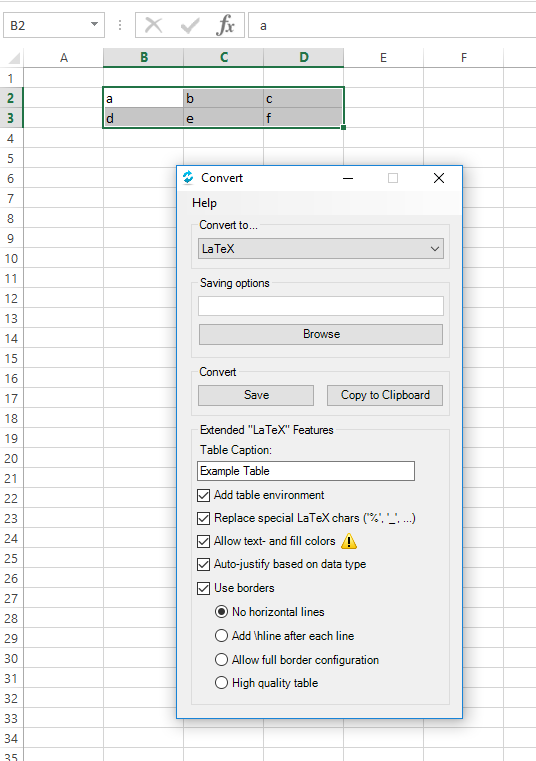 B2 fx a
A B C D E F
1
2 a b c
3 d e f
4
5
6 Convert
7 Help
8 Convert to...
9 LaTeX
10
11 Saving options
12
13
14 Browse
15
16 Convert
17 Save Copy to Clipboard
18
19 Extended "LaTeX" Features
20 Table Caption:
21 Example Table
22 Add table environment
23 Replace special LaTeX chars ('%', '_', ...)
24 Allow text- and fill colors
25 Auto-justify based on data type
26
27 Use borders
28 No horizontal lines
29 Add \hline after each line
30 Allow full border configuration
31 High quality table
32
33
34
35